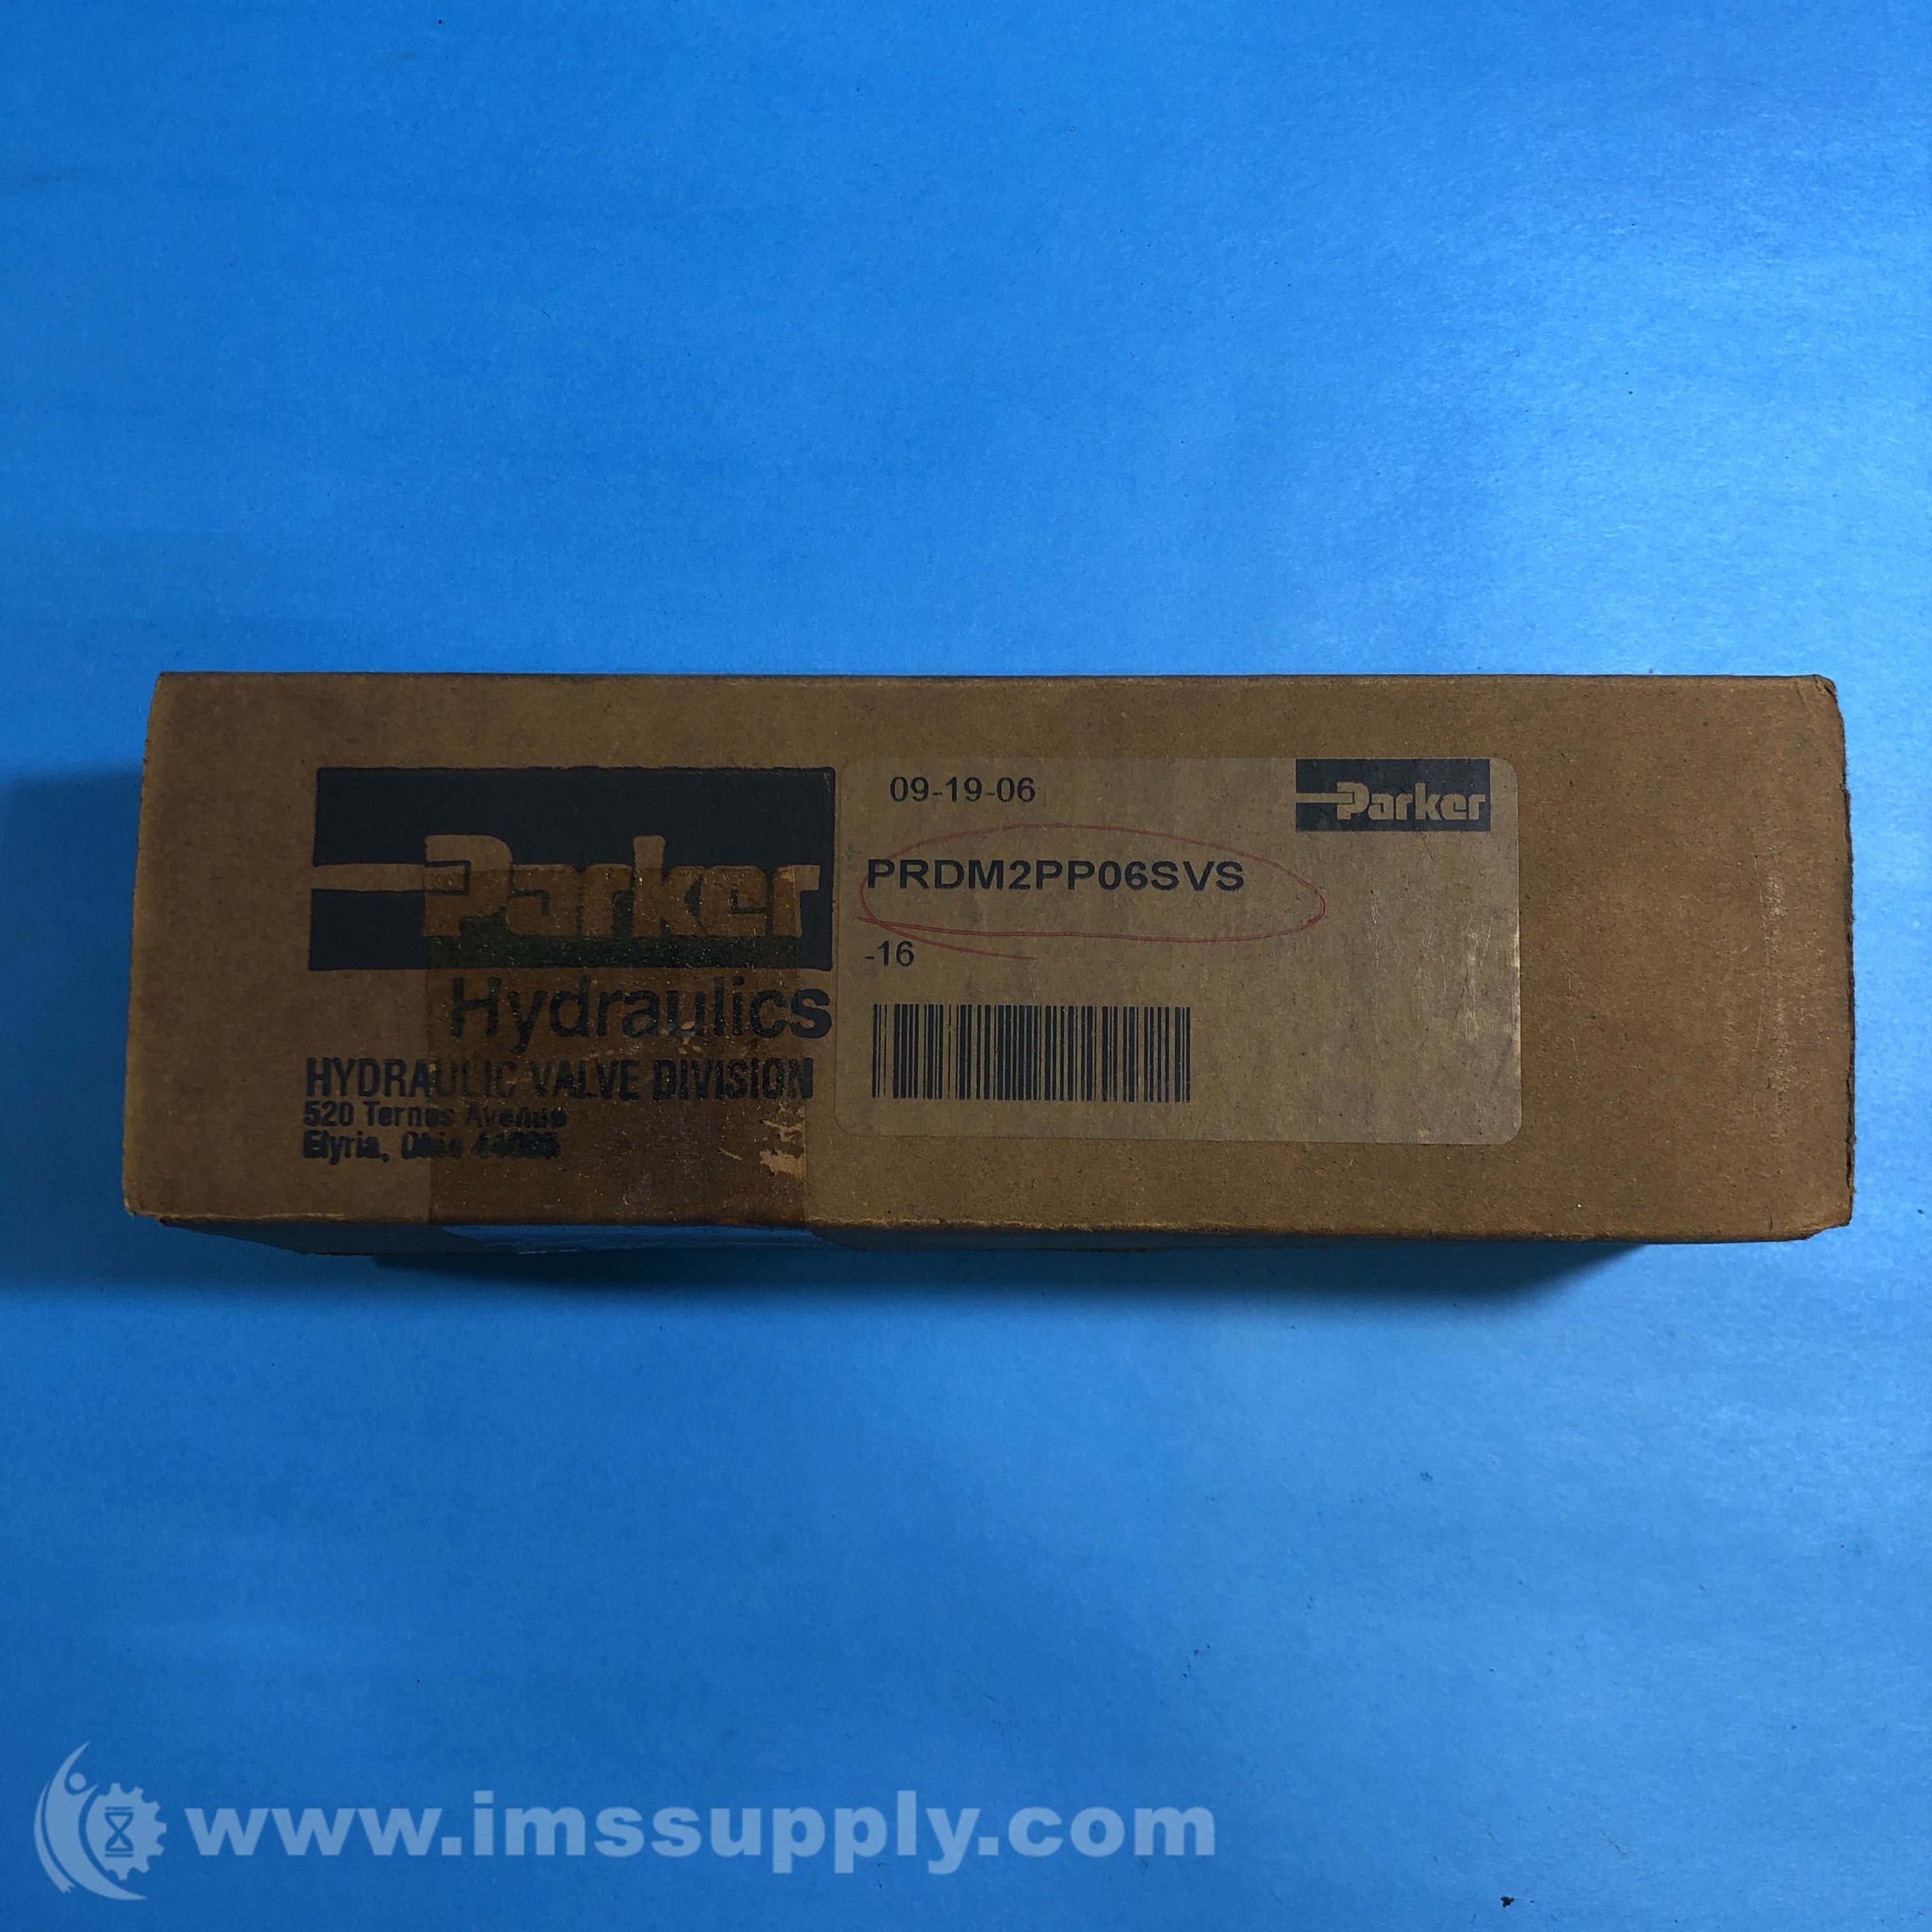 Parker
Hydraulics
HYDRAULIC VALVE DIVISION
520 Ternes Avenue
Elyria, Ohio
09-19-06
Parker
PRDM2PP06SVS
-16
www.imssupply.com